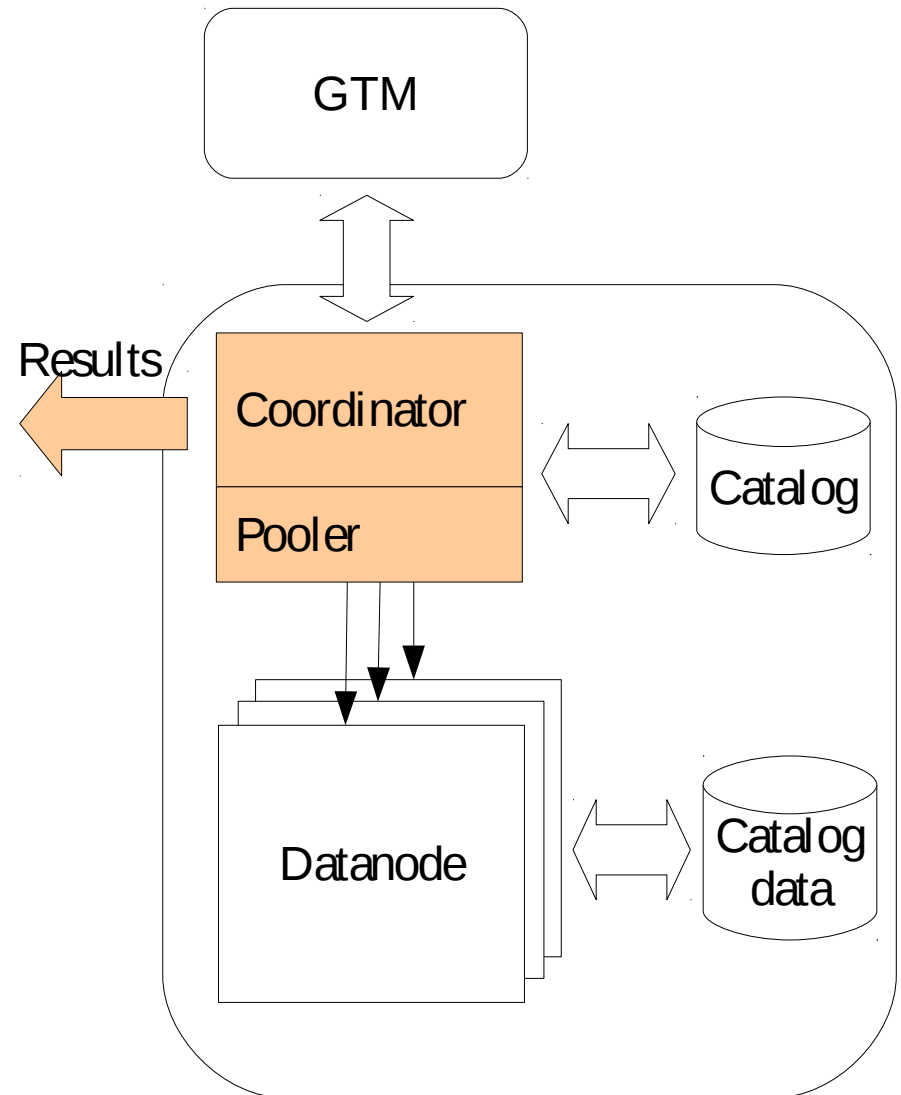 GTM
Results
Coordinator
Catalog
Pooler
Catalog
data
Datanode